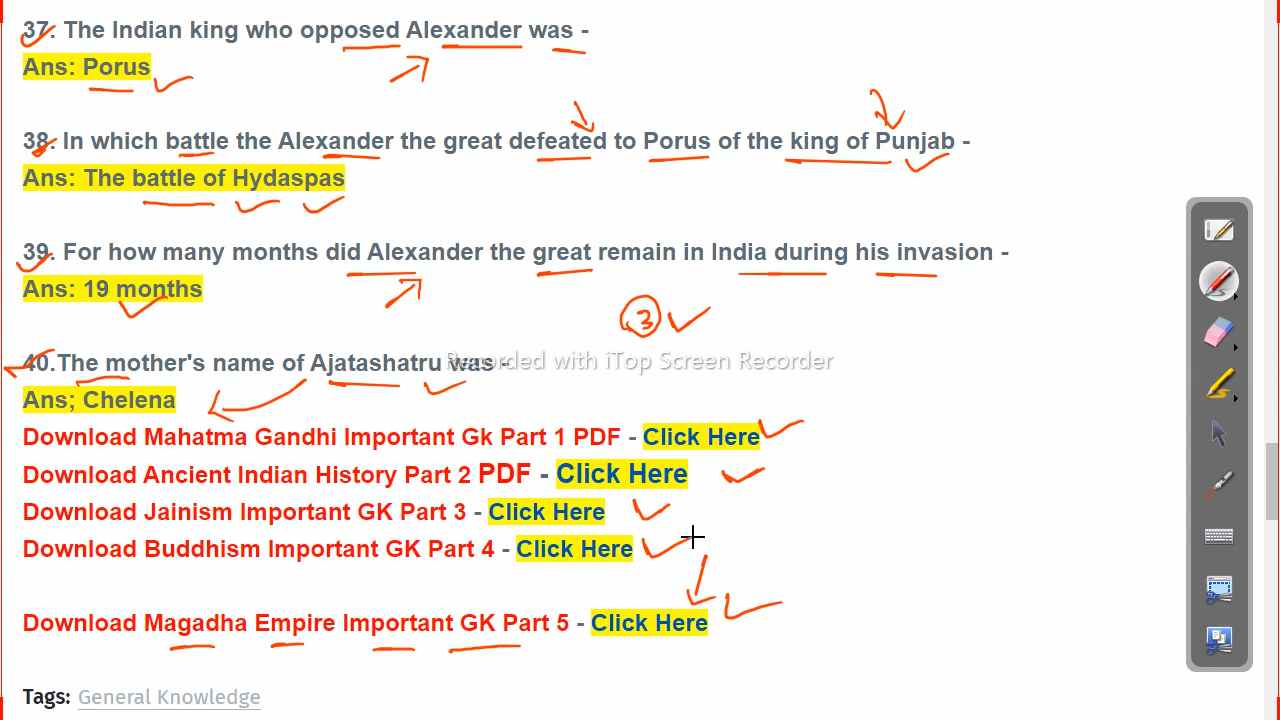 37. The Indian king who opposed Alexander was -
Ans: Porus
38. In which battle the Alexander the great defeated to Porus of the king of Punjab -
Ans: The battle of Hydaspas
39. For how many months did Alexander the great remain in India during his invasion -
Ans: 19 months
3
40.The mother's name of Ajatashatru was -
Recorded with iTop Screen Recorder
Ans; Chelena
Download Mahatma Gandhi Important Gk Part 1 PDF - Click Here
Download Ancient Indian History Part 2 PDF - Click Here
Download Jainism Important GK Part 3 - Click Here
Download Buddhism Important GK Part 4 - Click Here
Download Magadha Empire Important GK Part 5 - Click Here
Tags: General Knowledge